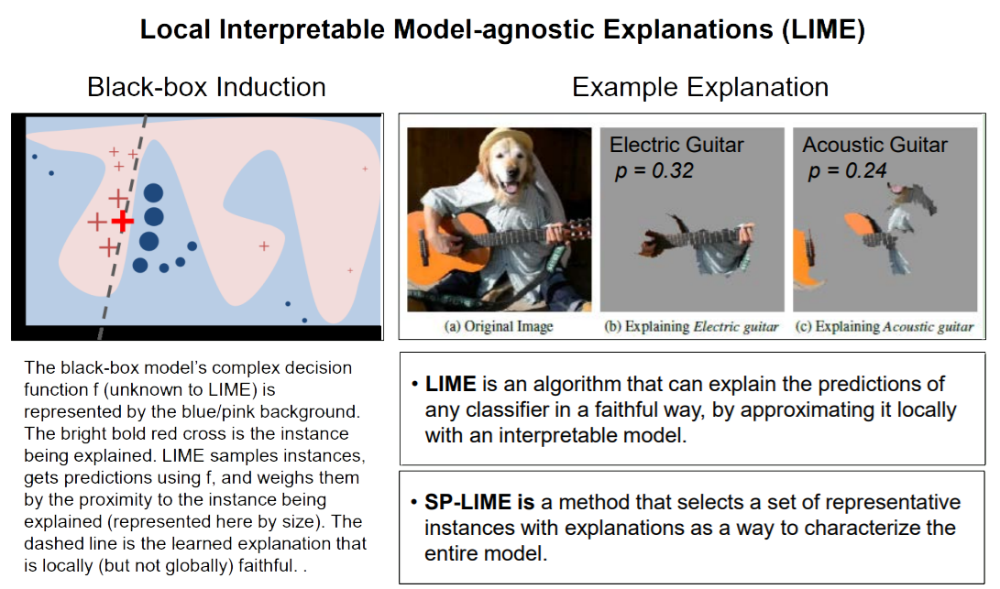 Local Interpretable Model-agnostic Explanations (LIME)
Black-box Induction
The black-box model's complex decision
function f (unknown to LIME) is
represented by the blue/pink background.
The bright bold red cross is the instance
being explained. LIME samples instances,
gets predictions using f, and weighs them
by the proximity to the instance being
explained (represented here by size). The
dashed line is the learned explanation that
is locally (but not globally) faithful. .
Example Explanation
Electric Guitar
p = 0.32
Acoustic Guitar
p = 0.24
(a) Original Image
(b) Explaining Electric guitar
(c) Explaining Acoustic guitar
• LIME is an algorithm that can explain the predictions of
any classifier in a faithful way, by approximating it locally
with an interpretable model.
• SP-LIME is a method that selects a set of representative
instances with explanations as a way to characterize the
entire model.